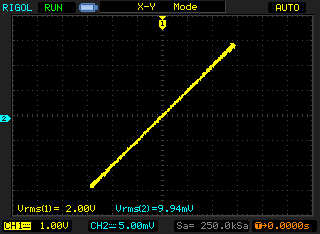 RIGOL RUN X-Y Mode AUTO
1
2
Vrms(1)= 2.00V Vrms(2)=9.94mV
CH1 1.00V CH2 5.00mV Sa= 250.0kSa T→0.0000s